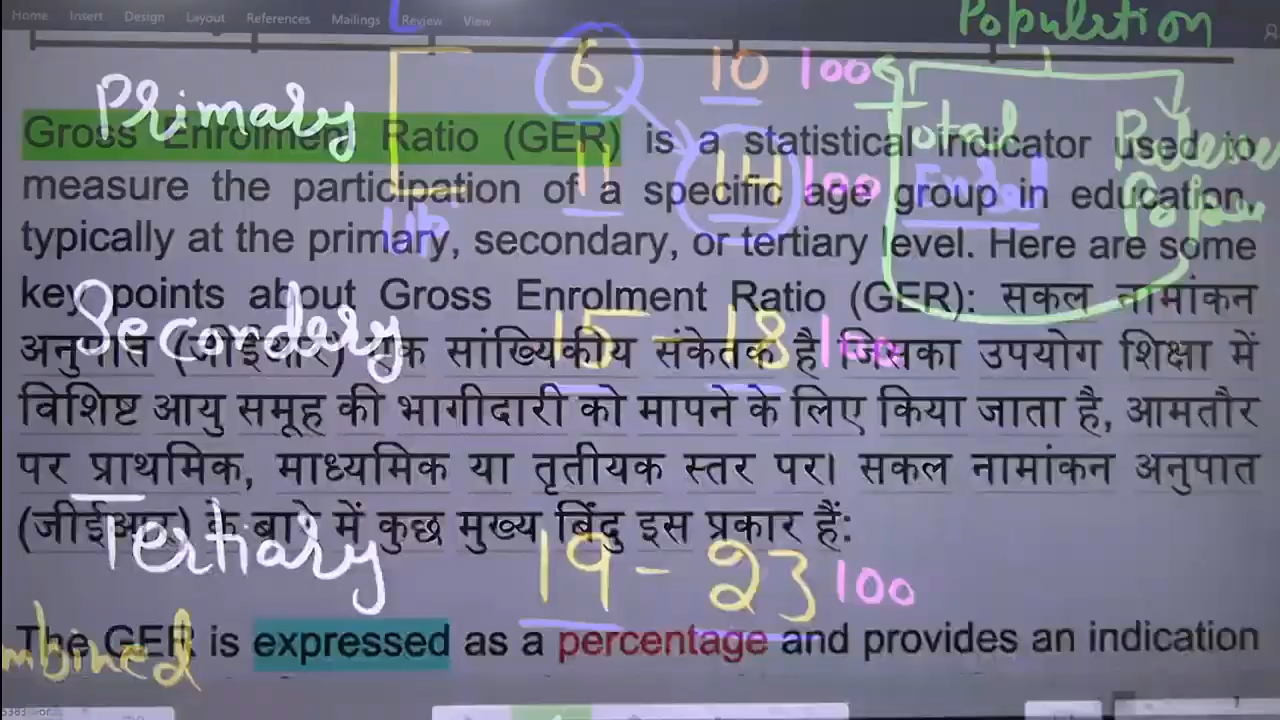 Home Insert Design Layout References Mailings Review View
Population
6 10 100
Primary
Total
Gross Enrolment Ratio (GER) is a statistical indicator used to
11 14 100
measure the participation of a specific age group in education,
typically at the primary, secondary, or tertiary level. Here are some
key points about Gross Enrolment Ratio (GER): सकल नामांकन
Secondary 15 - 18 100
अनुपात (जीईआर) एक सांख्यिकीय संकेतक है जिसका उपयोग शिक्षा में
विशिष्ट आयु समूह की भागीदारी को मापने के लिए किया जाता है, आमतौर
पर प्राथमिक, माध्यमिक या तृतीयक स्तर पर। सकल नामांकन अनुपात
(जीईआर) के बारे में कुछ मुख्य बिंदु इस प्रकार हैं:
Tertiary 19 - 23 100
The GER is expressed as a percentage and provides an indication
mbined